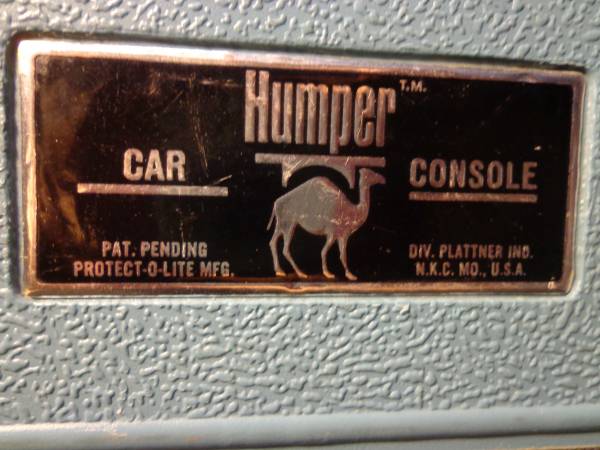 Humper T.M.
CAR
CONSOLE
PAT. PENDING
PROTECT-O-LITE MFG.
DIV. PLATTNER IND.
N.K.C. MO., U.S.A.